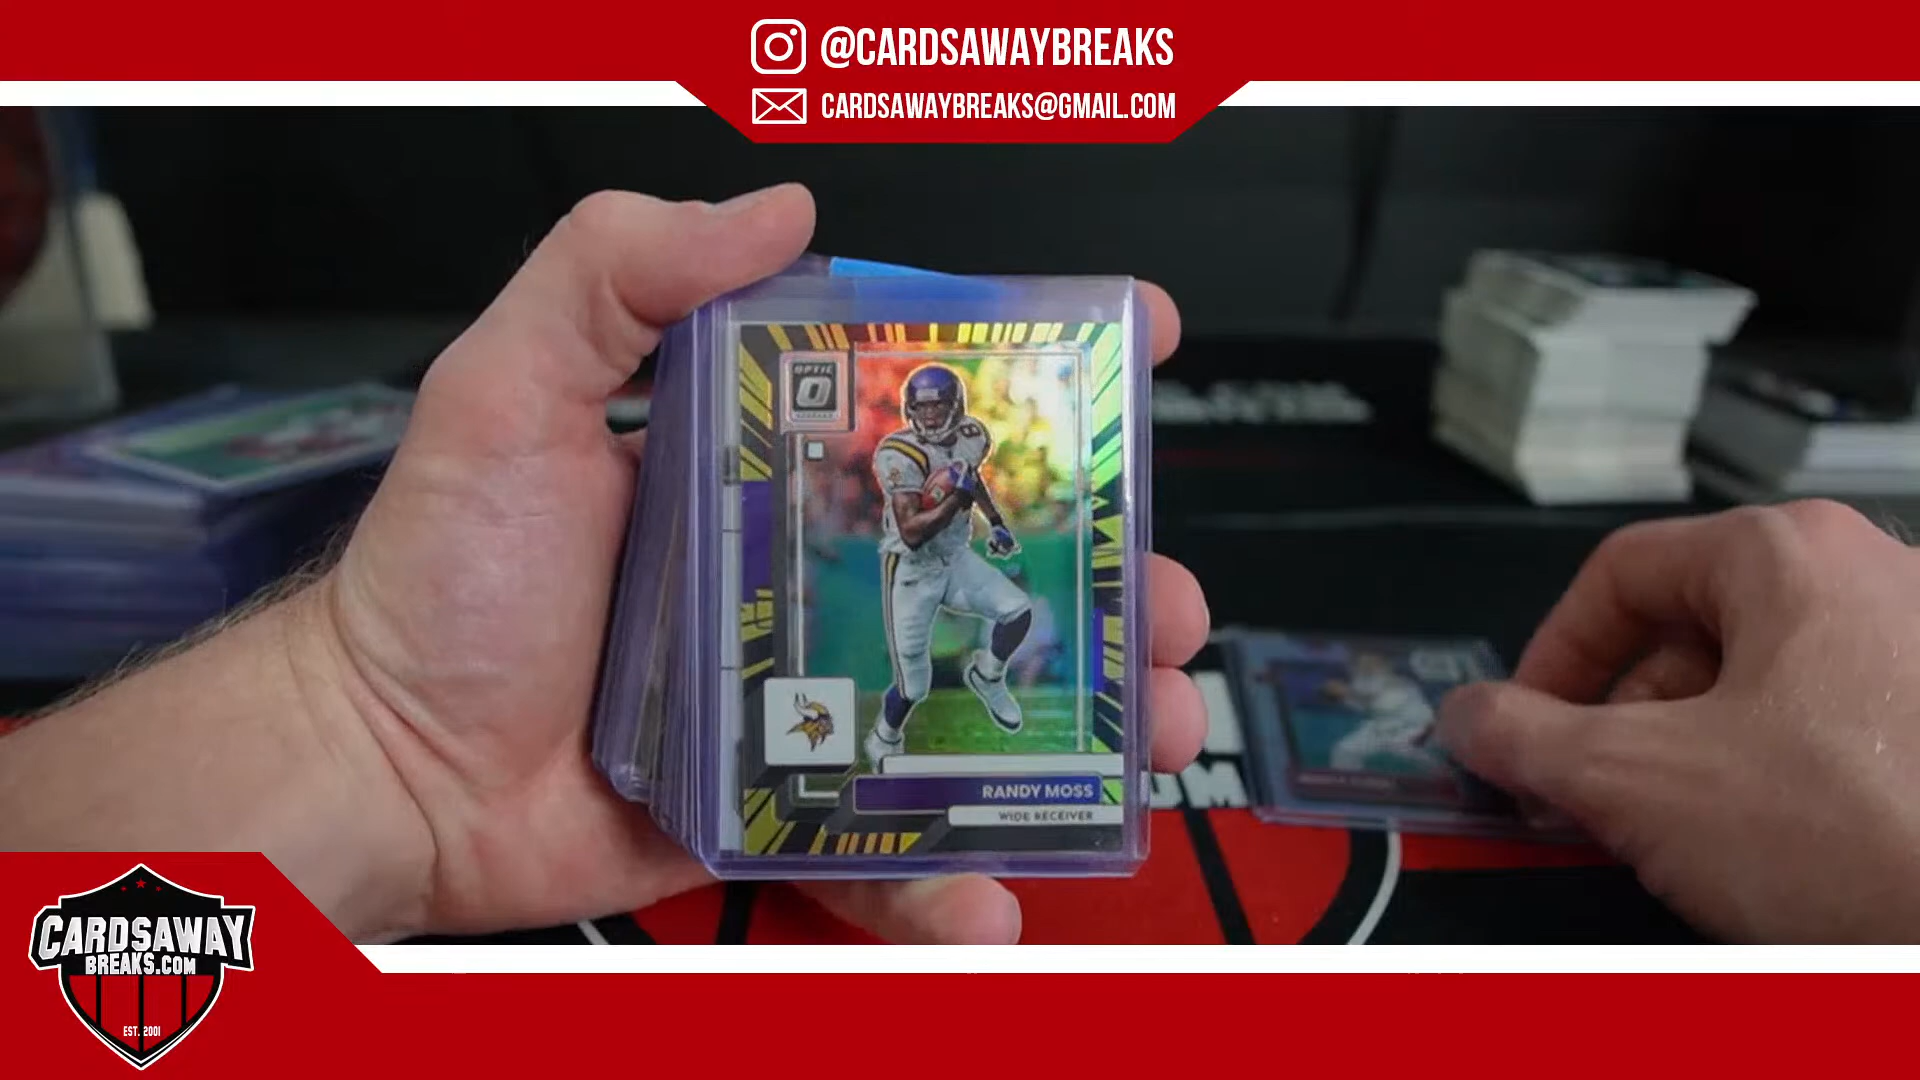 @CARDSAWAYBREAKS
CARDSAWAYBREAKS@GMAIL.COM
OPTIC
RANDY MOSS
WIDE RECEIVER
CARDSAWAY
BREAKS.COM
EST. 2001